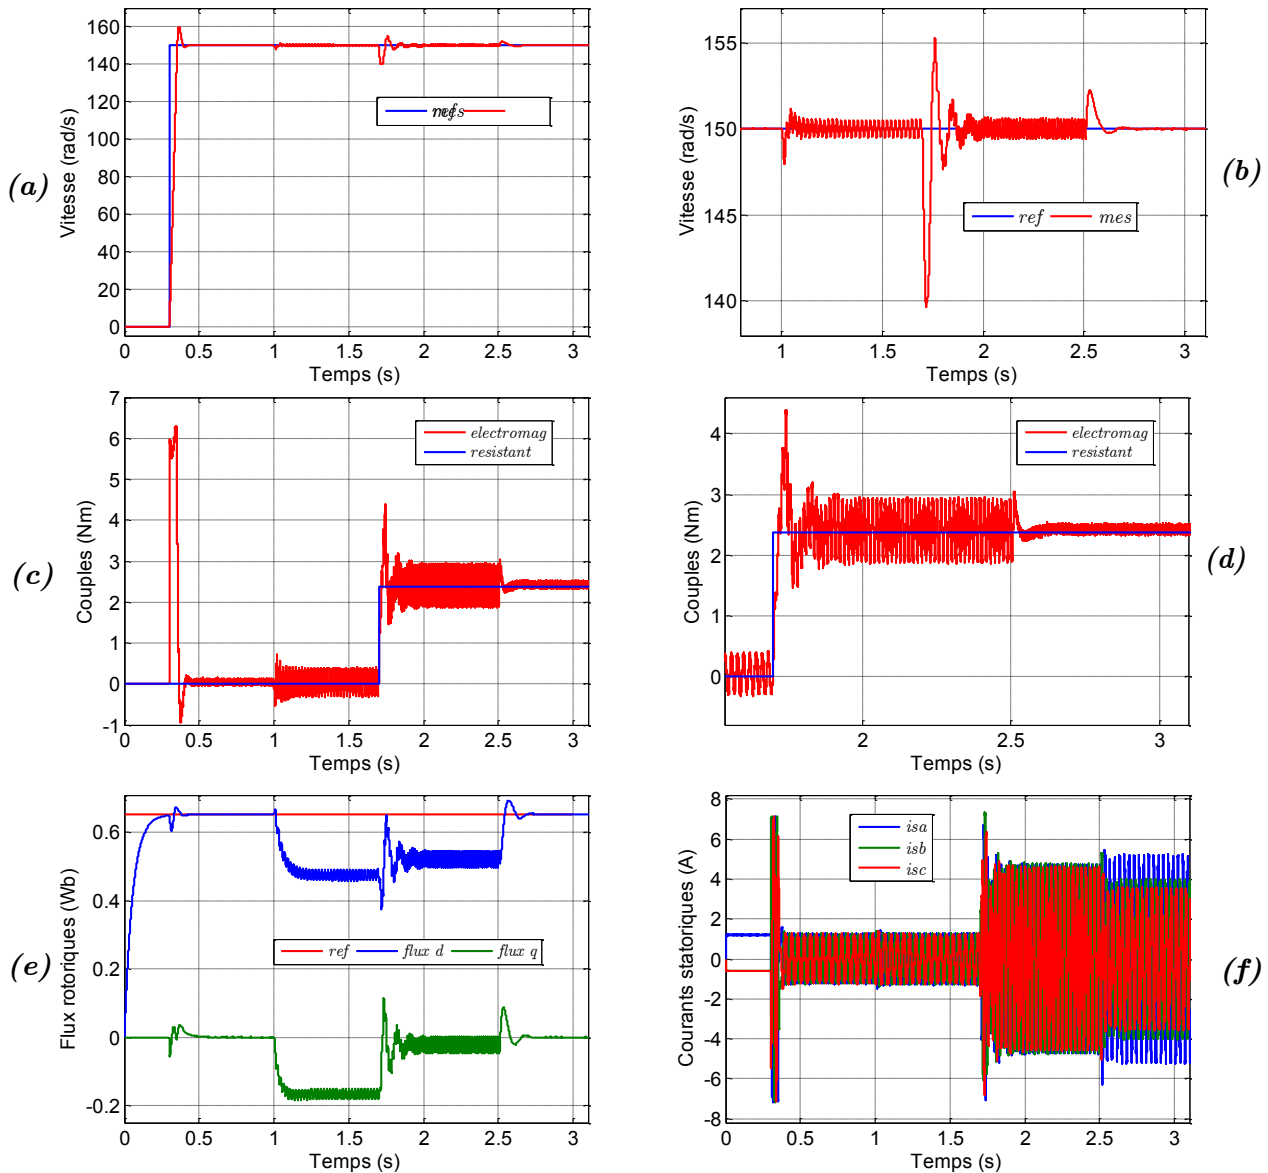 160
140
120
100
80
60
40
20
0
0 0.5 1 1.5 2 2.5 3
Temps (s)
Vitesse (rad/s)
ref mes
(a)
155
150
145
140
1 1.5 2 2.5 3
Temps (s)
Vitesse (rad/s)
ref mes
(b)
7
6
5
4
3
2
1
0
-1
0 0.5 1 1.5 2 2.5 3
Temps (s)
Couples (Nm)
electromag
resistant
(c)
4
3
2
1
0
2 2.5 3
Temps (s)
Couples (Nm)
electromag
resistant
(d)
0.6
0.4
0.2
0
-0.2
0 0.5 1 1.5 2 2.5 3
Temps (s)
Flux rotoriques (Wb)
ref flux d flux q
(e)
8
6
4
2
0
-2
-4
-6
-8
0 0.5 1 1.5 2 2.5 3
Temps (s)
Courants statoriques (A)
isa
isb
isc
(f)